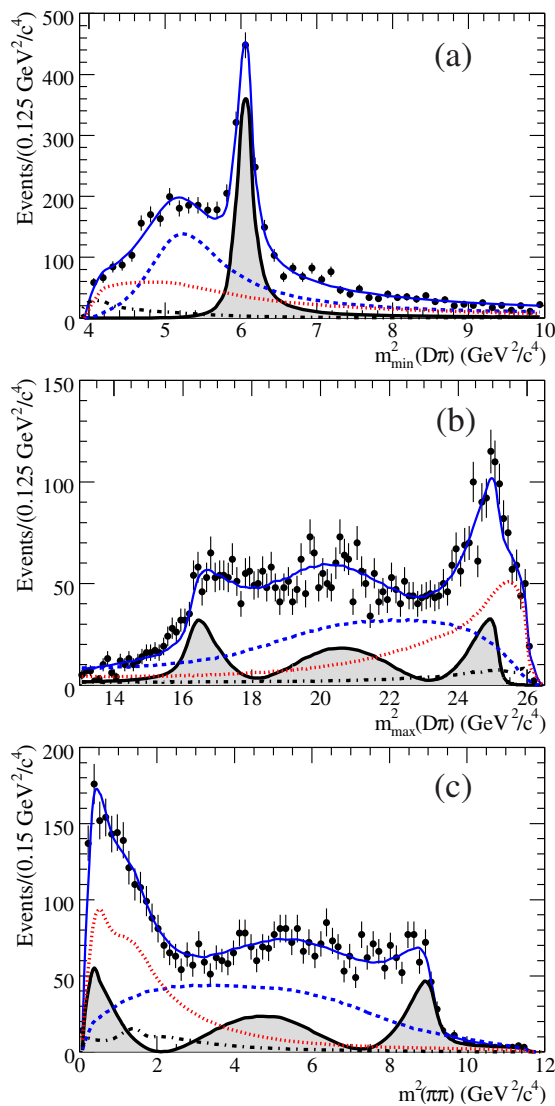 Events/(0.125 GeV²/c⁴)
(a)
500
400
300
200
100
0
4 5 6 7 8 9 10
m²min(Dπ) (GeV²/c⁴)
Events/(0.125 GeV²/c⁴)
(b)
150
100
50
0
14 16 18 20 22 24 26
m²max(Dπ) (GeV²/c⁴)
Events/(0.15 GeV²/c⁴)
(c)
200
150
100
50
0
0 2 4 6 8 10 12
m²(ππ) (GeV²/c⁴)